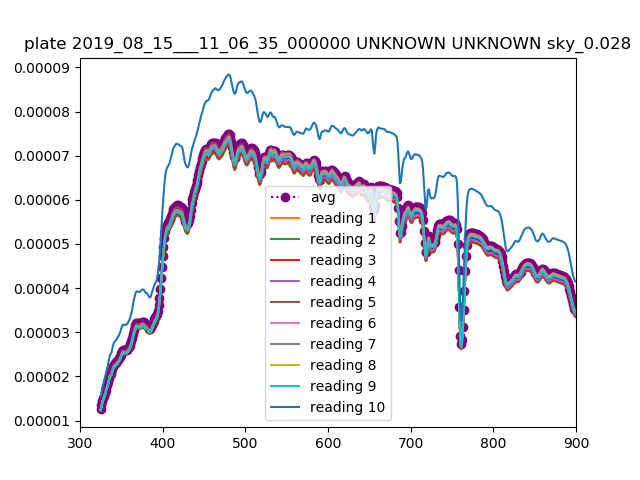 plate 2019_08_15___11_06_35_000000 UNKNOWN UNKNOWN sky_0.028
0.00009
0.00008
0.00007
0.00006
0.00005
0.00004
0.00003
0.00002
0.00001
avg
reading 1
reading 2
reading 3
reading 4
reading 5
reading 6
reading 7
reading 8
reading 9
reading 10
300 400 500 600 700 800 900